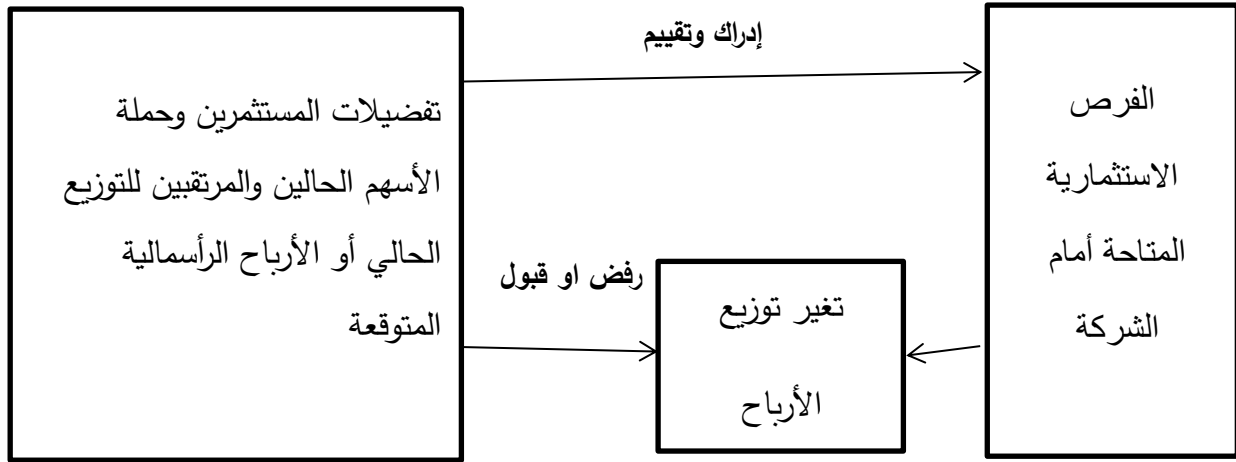 إدراك وتقييم
الفرص
الاستثمارية
المتاحة أمام
الشركة
تفضيلات المستثمرين وحملة
الأسهم الحالين والمرتقبين للتوزيع
الحالي أو الأرباح الرأسمالية
المتوقعة
رفض او قبول
تغير توزيع
الأرباح